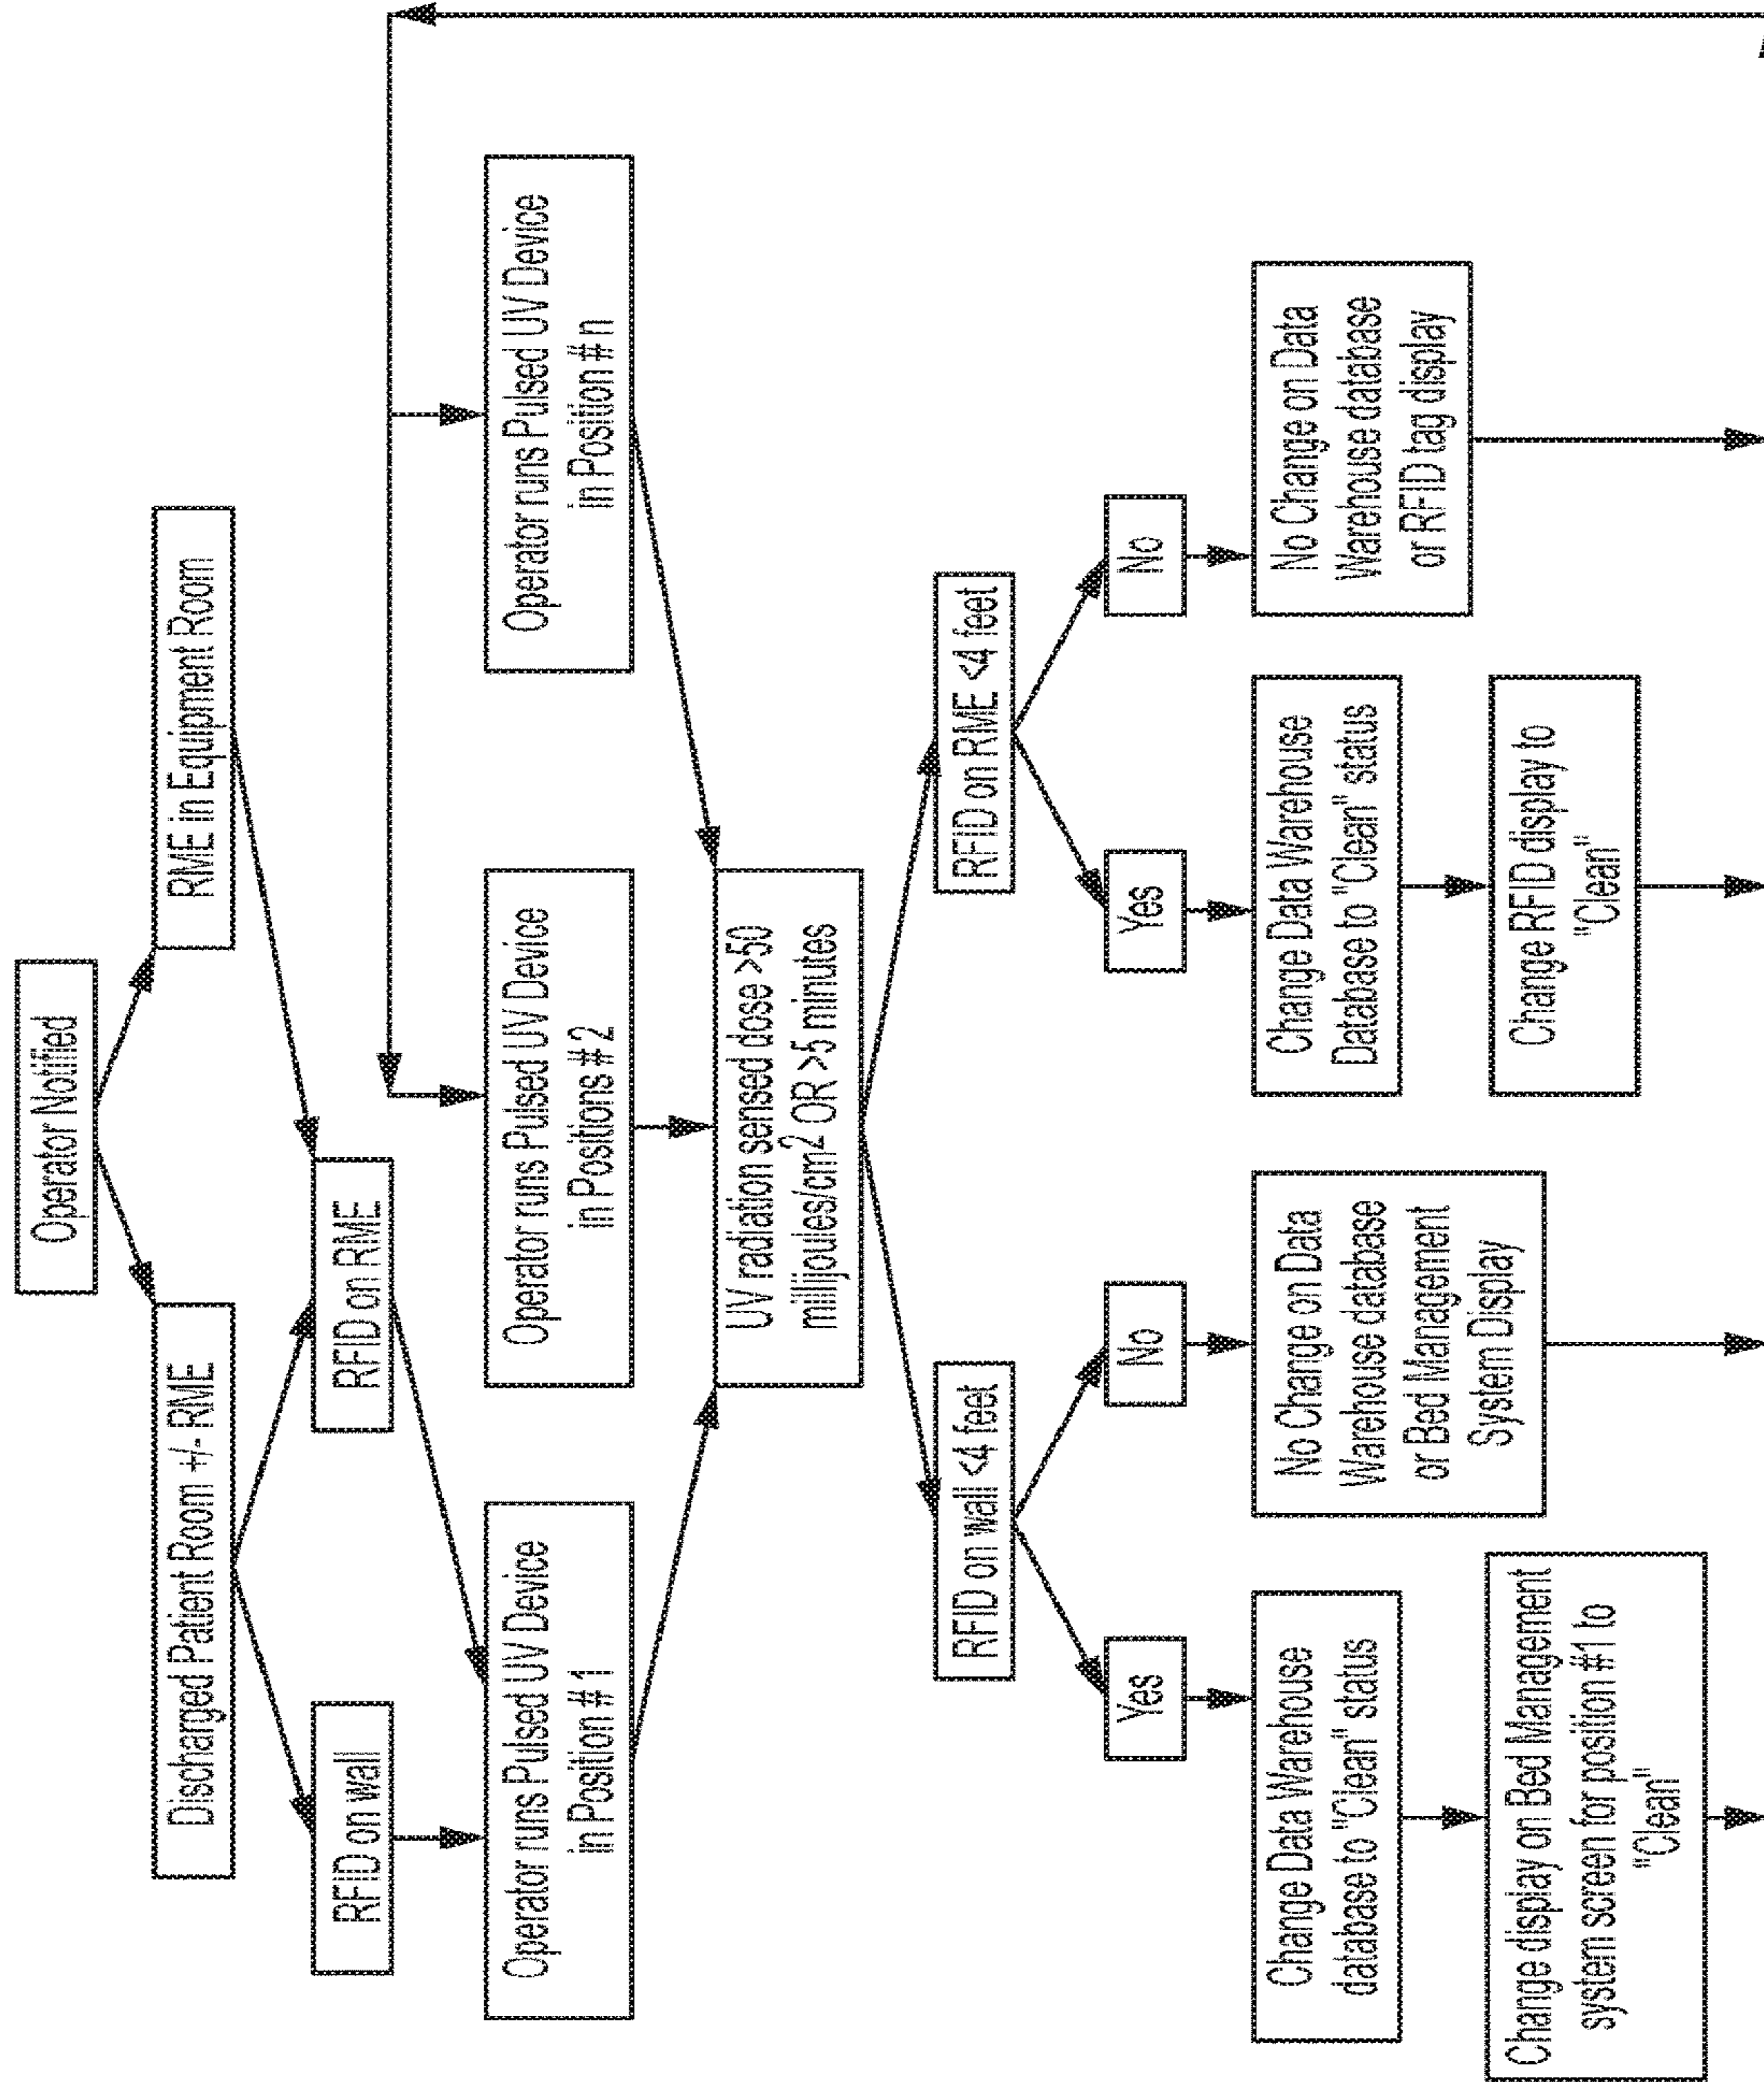 Operator Notified
Discharged Patient Room +/- RME
RME in Equipment Room
RFID on wall
RFID on RME
Operator runs Pulsed UV Device
in Position # 1
Operator runs Pulsed UV Device
in Positions # 2
Operator runs Pulsed UV Device
in Position # n
UV radiation sensed dose >50
millijoules/cm² OR >5 minutes
RFID on wall <4 feet
RFID on RME <4 feet
Yes
No
Yes
No
Change Data Warehouse
database to "Clean" status
No Change on Data
Warehouse database
or Bed Management
System Display
Change Data Warehouse
Database to "Clean" status
No Change on Data
Warehouse database
or RFID tag display
Change display on Bed Management
system screen for position #1 to
"Clean"
Change RFID display to
"Clean"